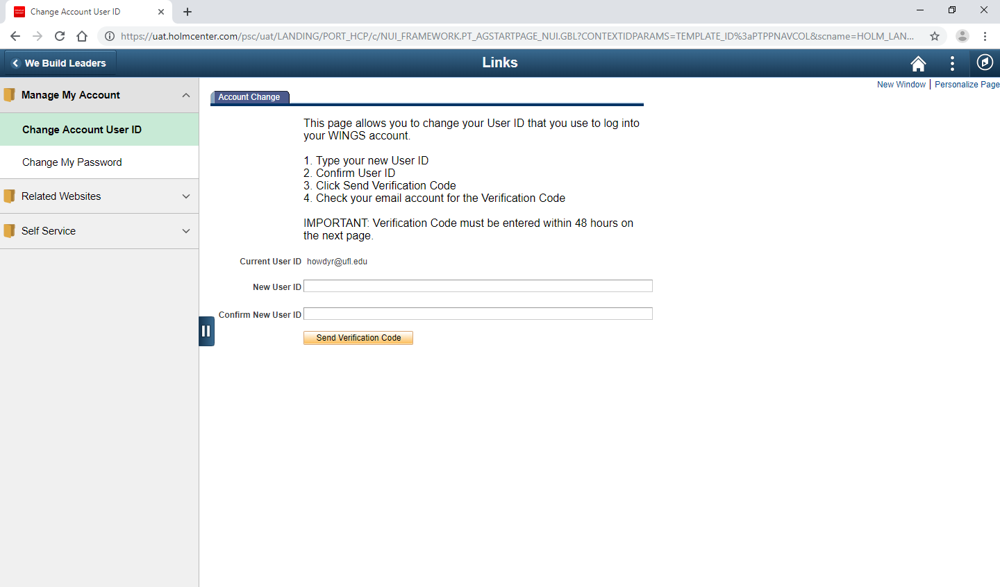 Change Account User ID
https://uat.holmcenter.com/psc/uat/LANDING/PORT_HCP/c/NUI_FRAMEWORK.PT_AGSTARTPAGE_NUI.GBL?CONTEXTIDPARAMS=TEMPLATE_ID%3aPTPPNAVCOL&scname=HOLM_LAN...
We Build Leaders
Links
New Window | Personalize Page
Manage My Account
Change Account User ID
Change My Password
Related Websites
Self Service
Account Change
This page allows you to change your User ID that you use to log into
your WINGS account.
1. Type your new User ID
2. Confirm User ID
3. Click Send Verification Code
4. Check your email account for the Verification Code
IMPORTANT: Verification Code must be entered within 48 hours on
the next page.
Current User ID howdyr@ufl.edu
New User ID
Confirm New User ID
Send Verification Code